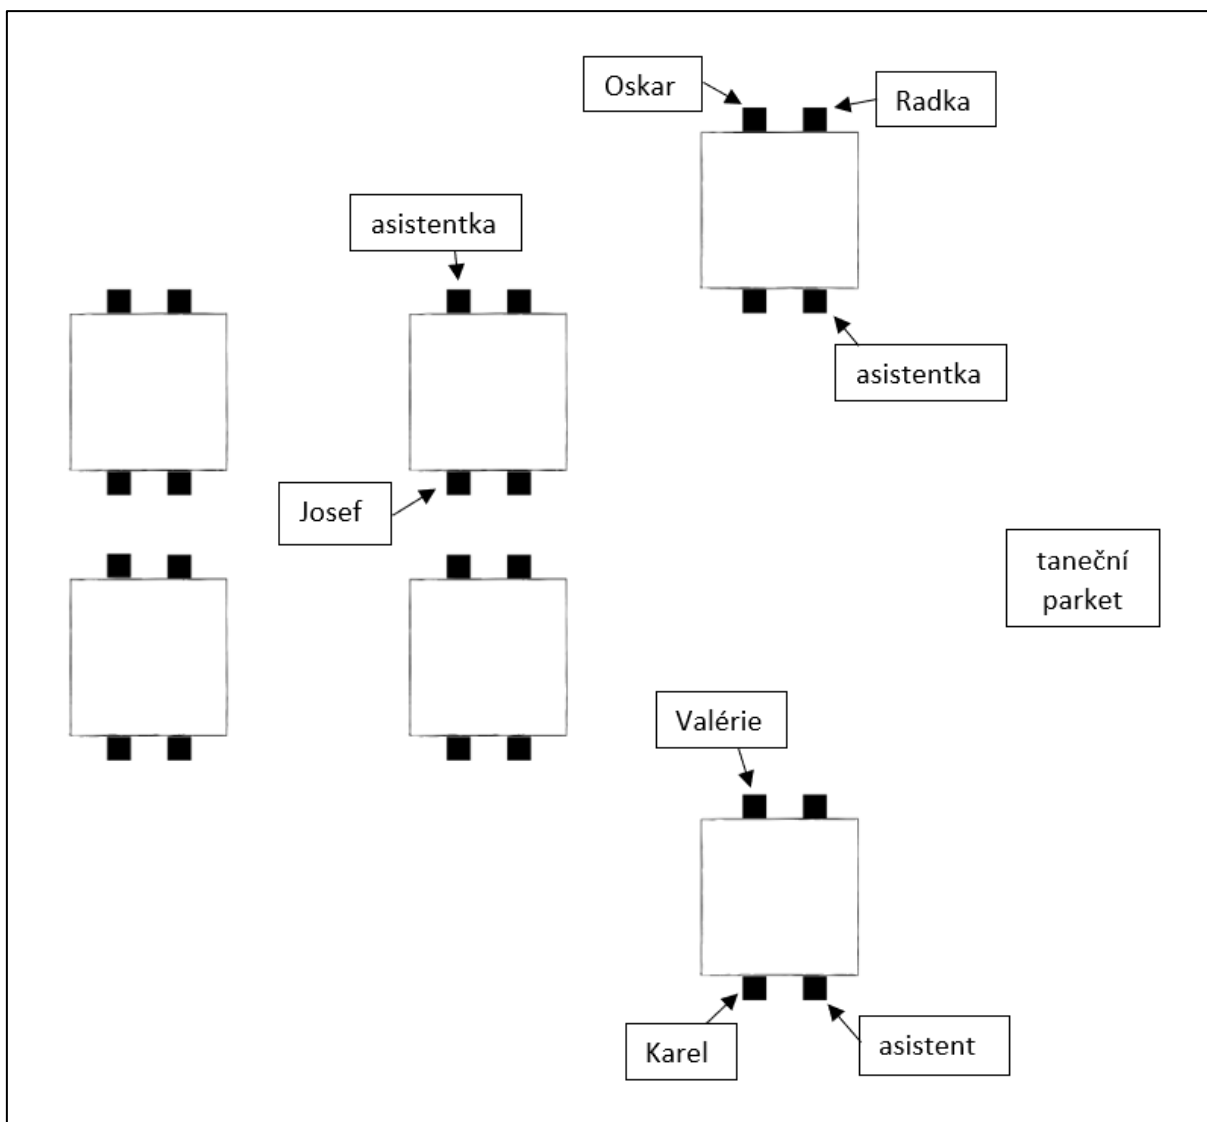 Oskar
Radka
asistentka
asistentka
Josef
taneční
parket
Valérie
Karel
asistent